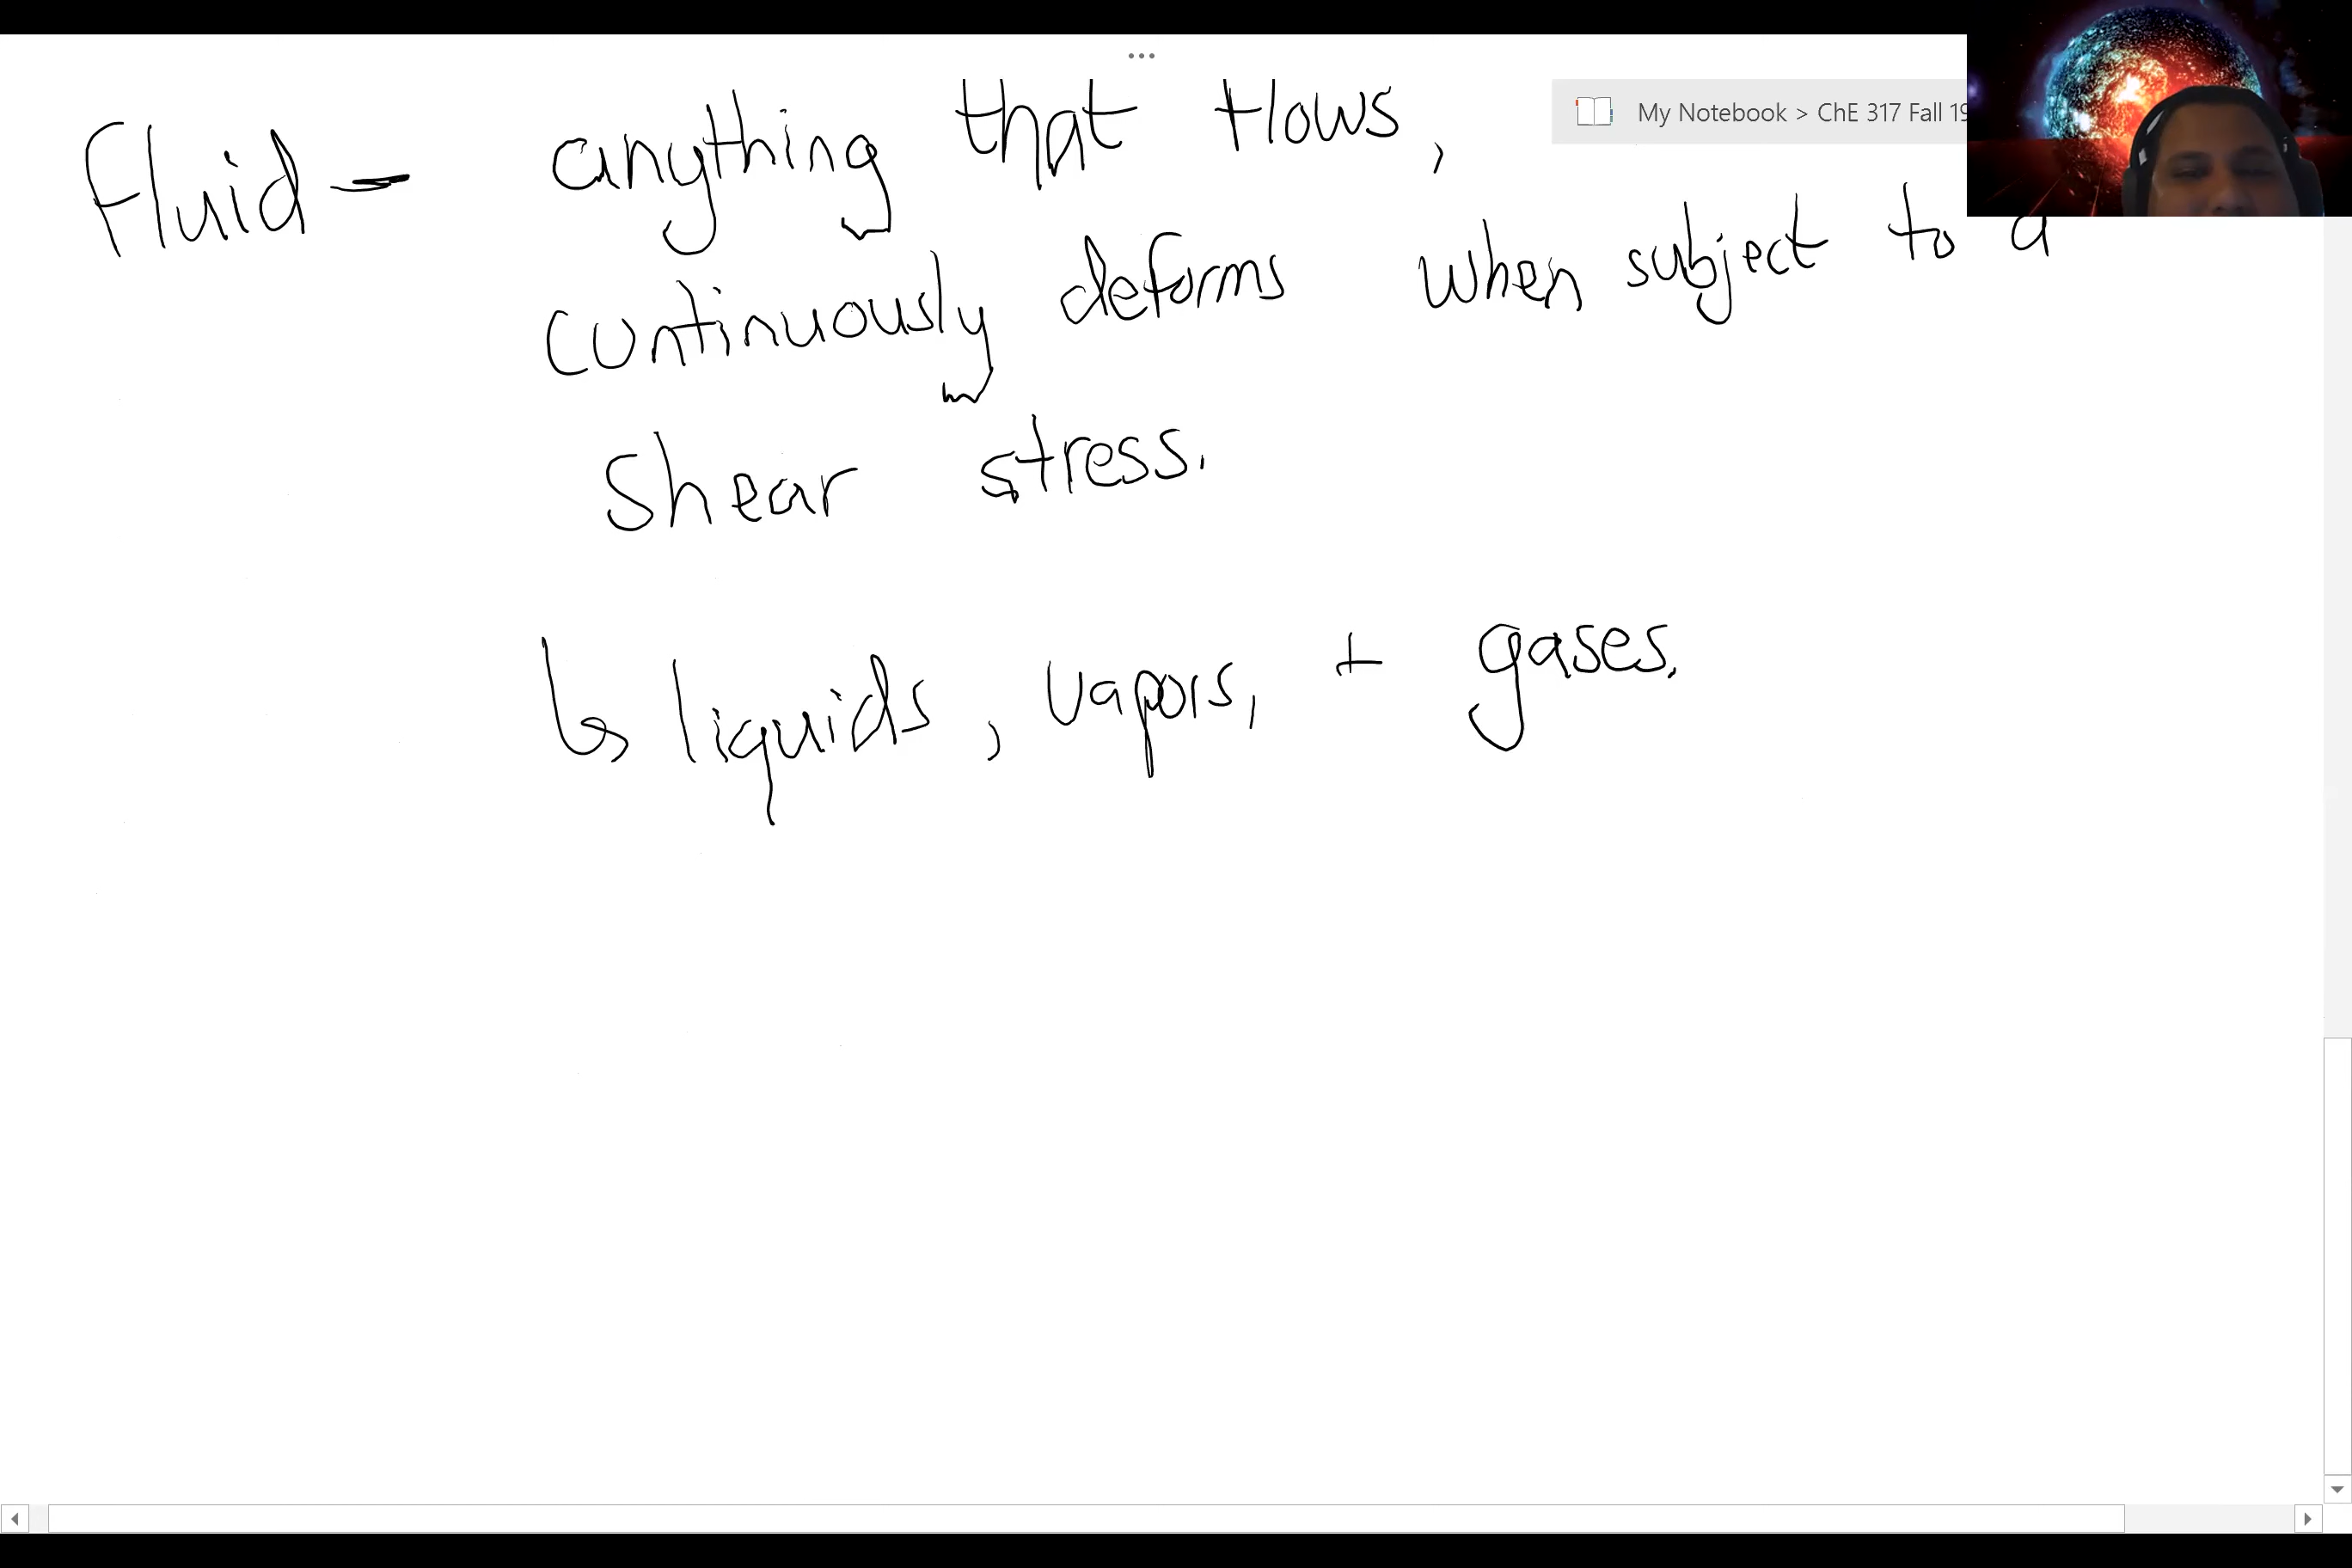 My Notebook > ChE 317 Fall 19
Fluid - anything that flows,
continuously deforms when subject to a
shear stress.
↳ liquids, vapors, + gases.